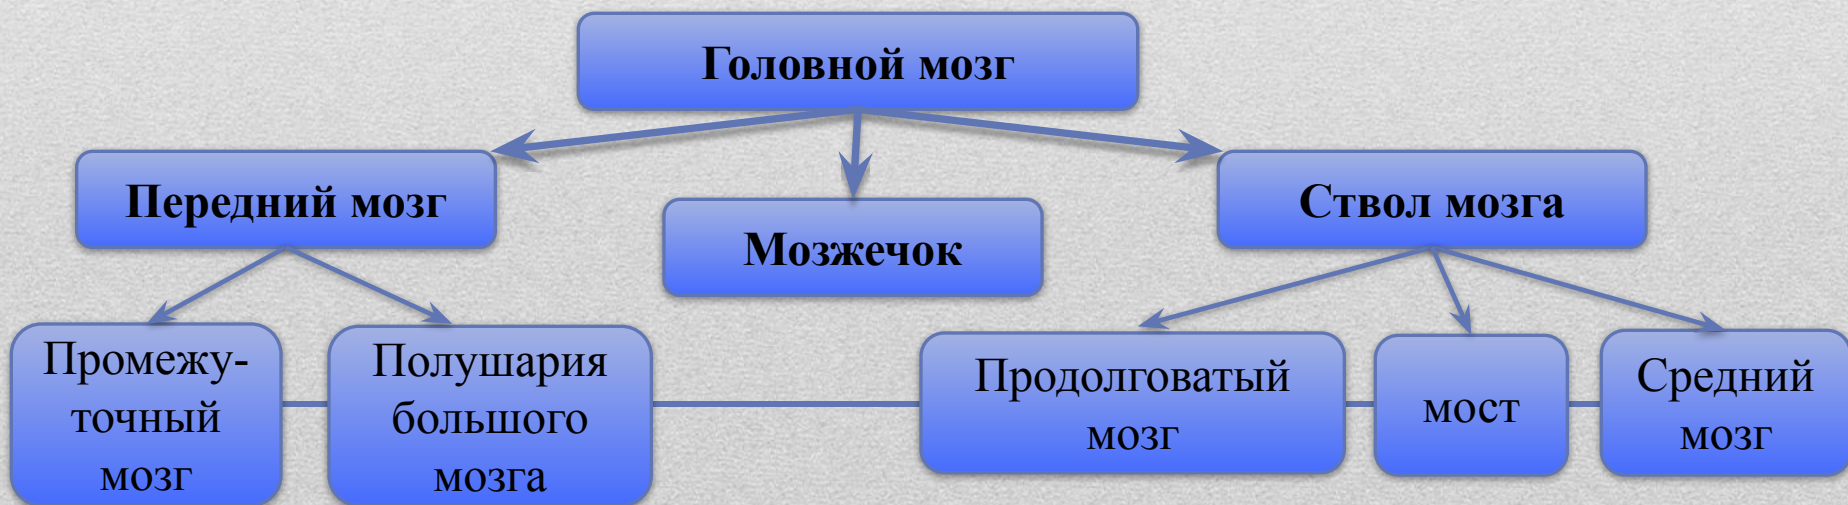 Головной мозг
Передний мозг
Мозжечок
Ствол мозга
Промежу-
точный
мозг
Полушария
большого
мозга
Продолговатый
мозг
мост
Средний
мозг